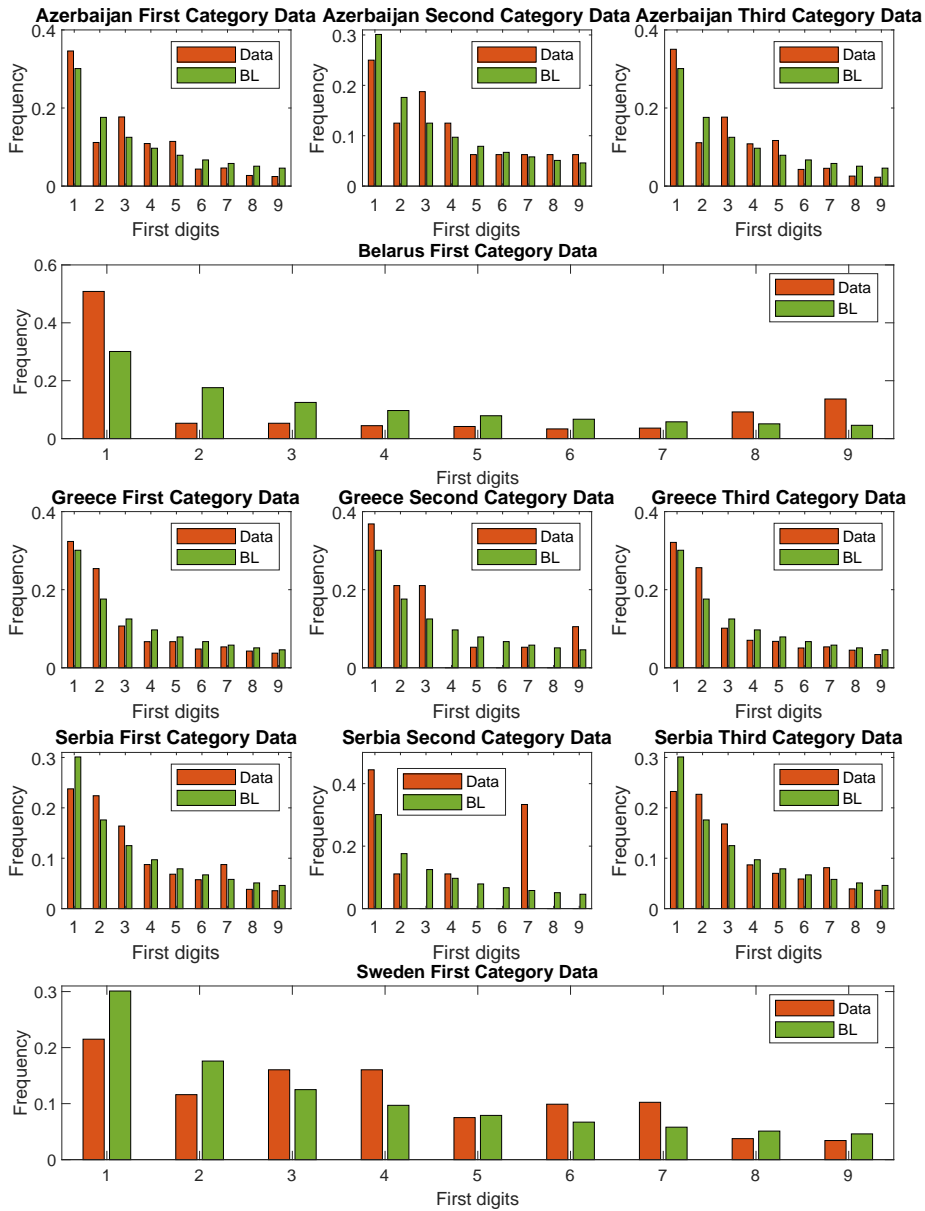 Azerbaijan First Category Data
Azerbaijan Second Category Data
Azerbaijan Third Category Data
0.4
0.2
0
Frequency
Data
BL
1 2 3 4 5 6 7 8 9
First digits
0.3
0.2
0.1
0
Frequency
Data
BL
1 2 3 4 5 6 7 8 9
First digits
0.4
0.2
0
Frequency
Data
BL
1 2 3 4 5 6 7 8 9
First digits
Belarus First Category Data
0.6
0.4
0.2
0
Frequency
Data
BL
1 2 3 4 5 6 7 8 9
First digits
Greece First Category Data
Greece Second Category Data
Greece Third Category Data
0.4
0.2
0
Frequency
Data
BL
1 2 3 4 5 6 7 8 9
First digits
0.4
0.2
0
Frequency
Data
BL
1 2 3 4 5 6 7 8 9
First digits
0.4
0.2
0
Frequency
Data
BL
1 2 3 4 5 6 7 8 9
First digits
Serbia First Category Data
Serbia Second Category Data
Serbia Third Category Data
0.3
0.2
0.1
0
Frequency
Data
BL
1 2 3 4 5 6 7 8 9
First digits
0.4
0.2
0
Frequency
Data
BL
1 2 3 4 5 6 7 8 9
First digits
0.3
0.2
0.1
0
Frequency
Data
BL
1 2 3 4 5 6 7 8 9
First digits
Sweden First Category Data
0.3
0.2
0.1
0
Frequency
Data
BL
1 2 3 4 5 6 7 8 9
First digits